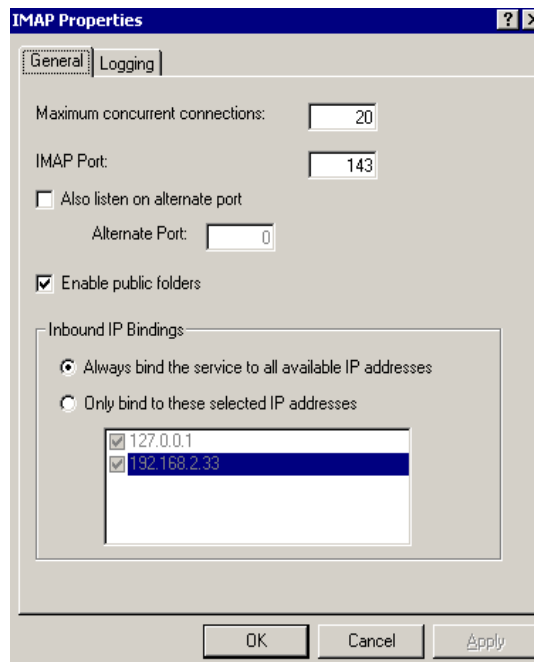 IMAP Properties
General Logging
Maximum concurrent connections: 20
IMAP Port: 143
Also listen on alternate port
Alternate Port: 0
Enable public folders
Inbound IP Bindings
Always bind the service to all available IP addresses
Only bind to these selected IP addresses
127.0.0.1
192.168.2.33
OK Cancel Apply